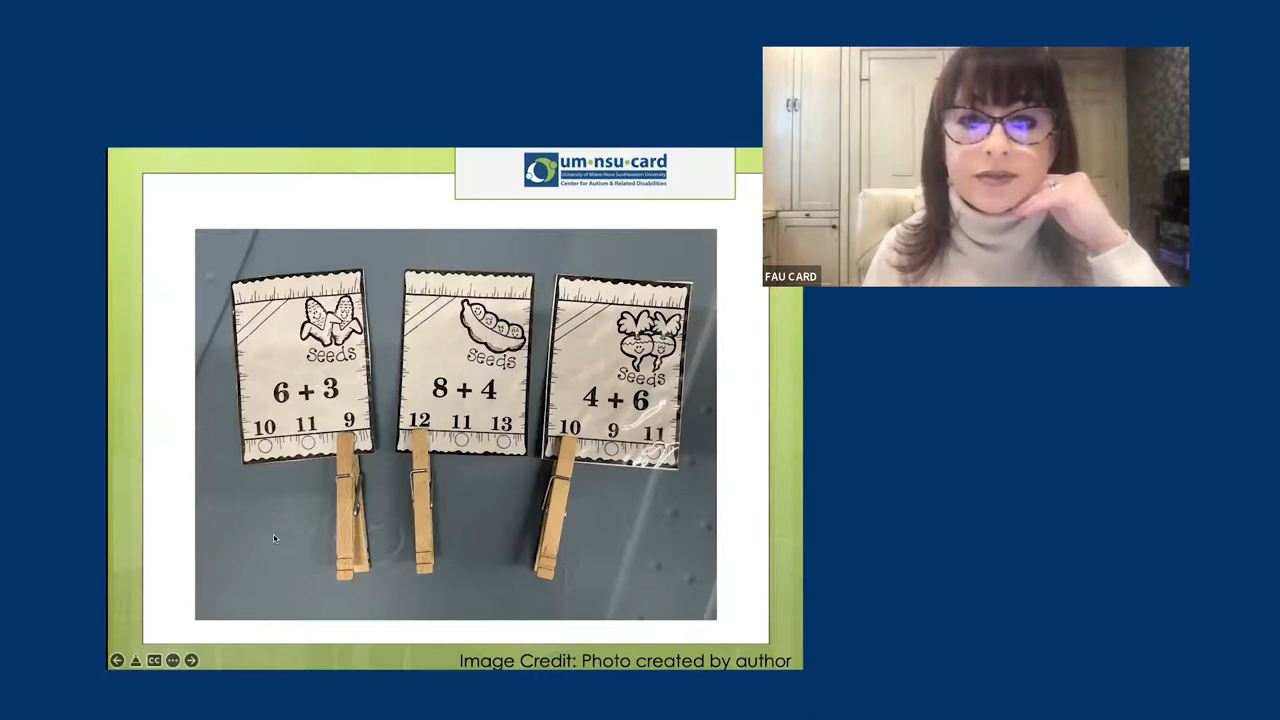 um•nsu•card
University of Miami-Nova Southeastern University
Center for Autism & Related Disabilities
FAU CARD
seeds
6 + 3
10 11 9
seeds
8 + 4
12 11 13
seeds
4 + 6
10 9 11
CC
Image Credit: Photo created by author